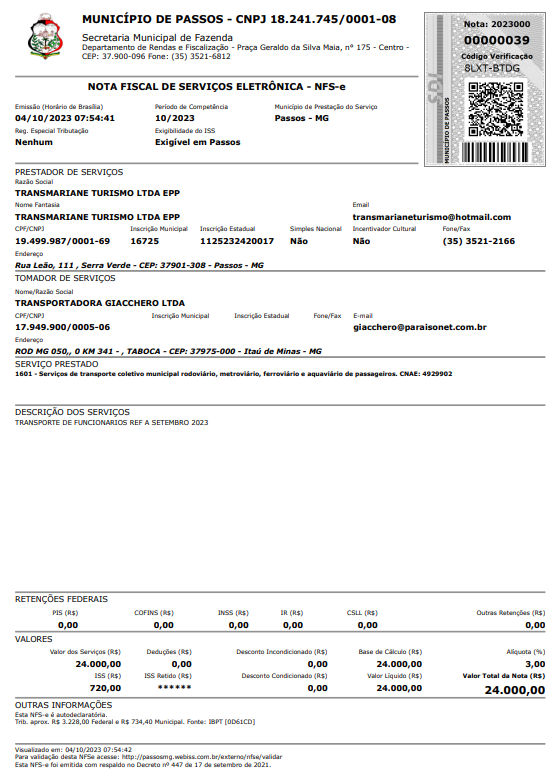 MUNICÍPIO DE PASSOS - CNPJ 18.241.745/0001-08
Secretaria Municipal de Fazenda
Departamento de Rendas e Fiscalização - Praça Geraldo da Silva Maia, n° 175 - Centro -
CEP: 37.900-096 Fone: (35) 3521-6812
Nota: 2023000
00000039
Código Verificação
8LXT-BTDG
MUNICÍPIO DE PASSOS
NOTA FISCAL DE SERVIÇOS ELETRÔNICA - NFS-e
Emissão (Horário de Brasília) Período de Competência Município de Prestação do Serviço
04/10/2023 07:54:41 10/2023 Passos - MG
Reg. Especial Tributação Exigibilidade do ISS
Nenhum Exigível em Passos
PRESTADOR DE SERVIÇOS
Razão Social
TRANSMARIANE TURISMO LTDA EPP
Nome Fantasia Email
TRANSMARIANE TURISMO LTDA EPP transmarianeturismo@hotmail.com
CPF/CNPJ Inscrição Municipal Inscrição Estadual Simples Nacional Incentivador Cultural Fone/Fax
19.499.987/0001-69 16725 1125232420017 Não Não (35) 3521-2166
Endereço
Rua Leão, 111 , Serra Verde - CEP: 37901-308 - Passos - MG
TOMADOR DE SERVIÇOS
Nome/Razão Social
TRANSPORTADORA GIACCHERO LTDA
CPF/CNPJ Inscrição Municipal Inscrição Estadual Fone/Fax E-mail
17.949.900/0005-06 giacchero@paraisonet.com.br
Endereço
ROD MG 050,, 0 KM 341 - , TABOCA - CEP: 37975-000 - Itaú de Minas - MG
SERVIÇO PRESTADO
1601 - Serviços de transporte coletivo municipal rodoviário, metroviário, ferroviário e aquaviário de passageiros. CNAE: 4929902
DESCRIÇÃO DOS SERVIÇOS
TRANSPORTE DE FUNCIONARIOS REF A SETEMBRO 2023
RETENÇÕES FEDERAIS
PIS (R$) COFINS (R$) INSS (R$) IR (R$) CSLL (R$) Outras Retenções (R$)
0,00 0,00 0,00 0,00 0,00 0,00
VALORES
Valor dos Serviços (R$) Deduções (R$) Desconto Incondicionado (R$) Base de Cálculo (R$) Alíquota (%)
24.000,00 0,00 0,00 24.000,00 3,00
ISS (R$) ISS Retido (R$) Desconto Condicionado (R$) Valor Líquido (R$) Valor Total da Nota (R$)
720,00 ****** 0,00 24.000,00 24.000,00
OUTRAS INFORMAÇÕES
Esta NFS-e é autodeclaratória.
Trib. aprox. R$ 3.228,00 Federal e R$ 734,40 Municipal. Fonte: IBPT [0D61CD]
Visualizado em: 04/10/2023 07:54:42
Para validação desta NFSe acesse: http://passosmg.webiss.com.br/externo/nfse/validar
Esta NFS-e foi emitida com respaldo no Decreto nº 447 de 17 de setembro de 2021.